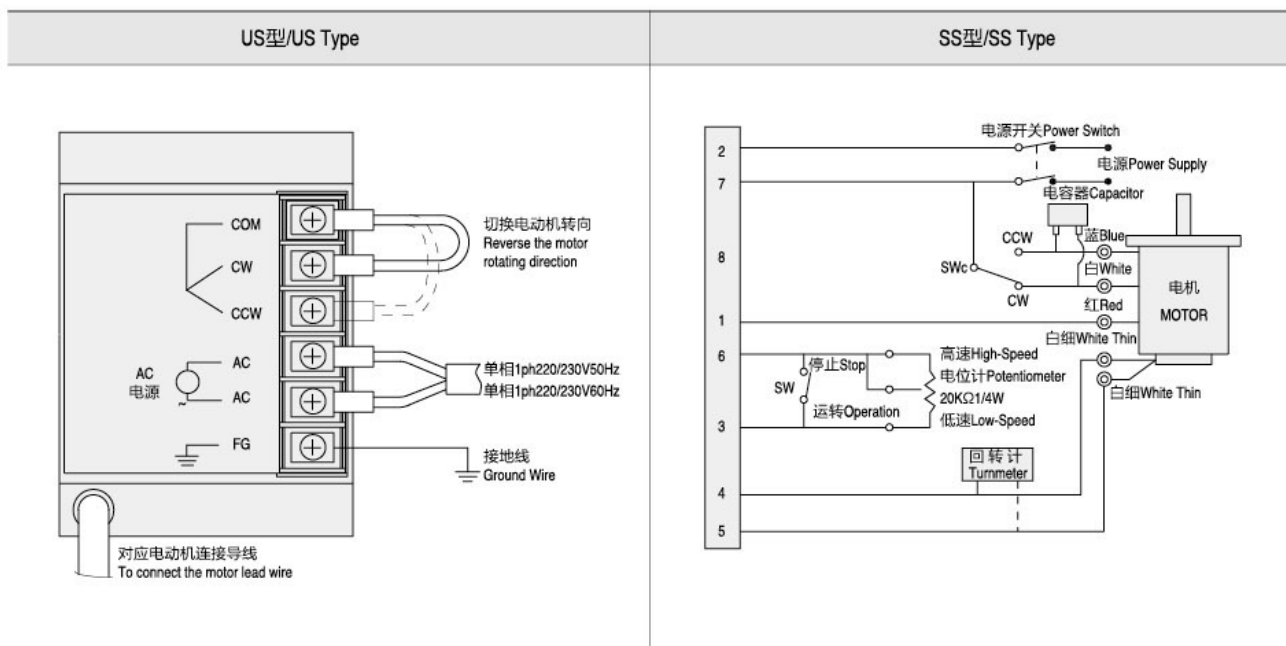 US型/US Type
COM
CW
CCW
AC
AC
AC
电源
~
FG
切换电动机转向
Reverse the motor
rotating direction
单相1ph220/230V50Hz
单相1ph220/230V60Hz
接地线
Ground Wire
对应电动机连接导线
To connect the motor lead wire
SS型/SS Type
2
7
8
1
6
3
4
5
电源开关Power Switch
电源Power Supply
电容器Capacitor
CCW
蓝Blue
SWc
白White
CW
红Red
电机
MOTOR
白细White Thin
高速High-Speed
停止Stop
电位计Potentiometer
SW
20KΩ1/4W
白细White Thin
运转Operation
低速Low-Speed
回转计
Turnmeter